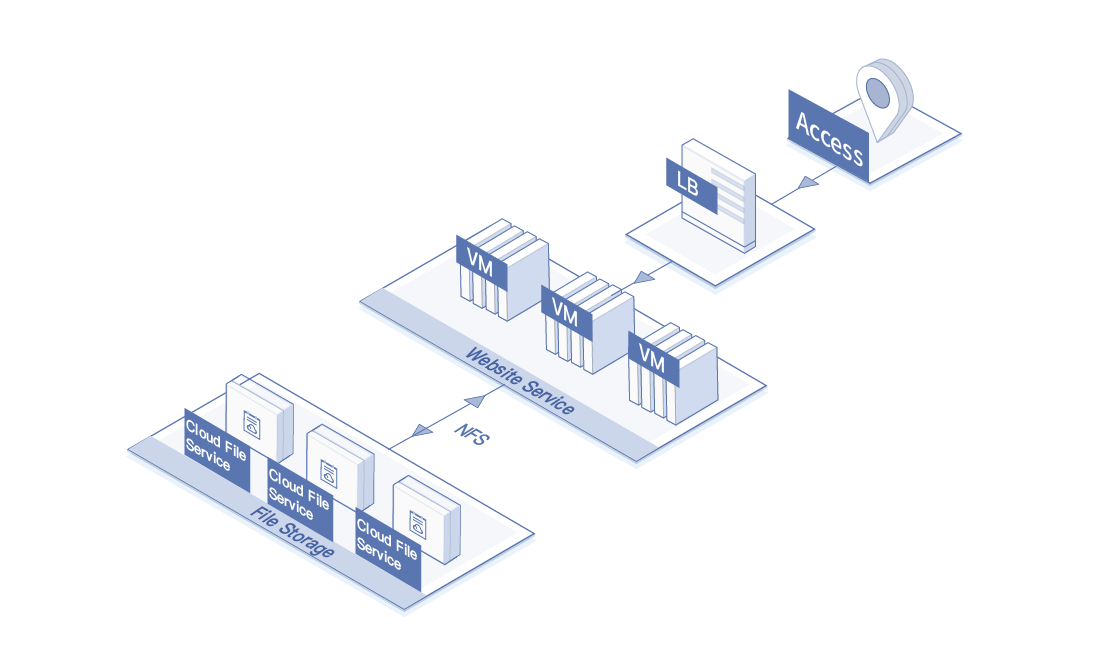 Access
LB
VM
VM
VM
Website Service
NFS
Cloud File
Service
Cloud File
Service
Cloud File
Service
File Storage